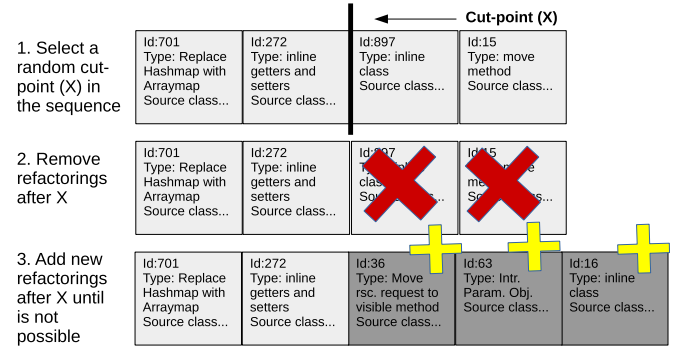 Cut-point (X)
1. Select a
random cut-
point (X) in
the sequence
Id:701
Type: Replace
Hashmap with
Arraymap
Source class...
Id:272
Type: inline
getters and
setters
Source class...
Id:897
Type: inline
class
Source class...
Id:15
Type: move
method
Source class...
2. Remove
refactorings
after X
Id:701
Type: Replace
Hashmap with
Arraymap
Source class...
Id:272
Type: inline
getters and
setters
Source class...
3. Add new
refactorings
after X until
is not
possible
Id:701
Type: Replace
Hashmap with
Arraymap
Source class...
Id:272
Type: inline
getters and
setters
Source class...
Id:36
Type: Move
rsc. request to
visible method
Source class...
Id:63
Type: Intr.
Param. Obj.
Source class...
Id:16
Type: inline
class
Source class...